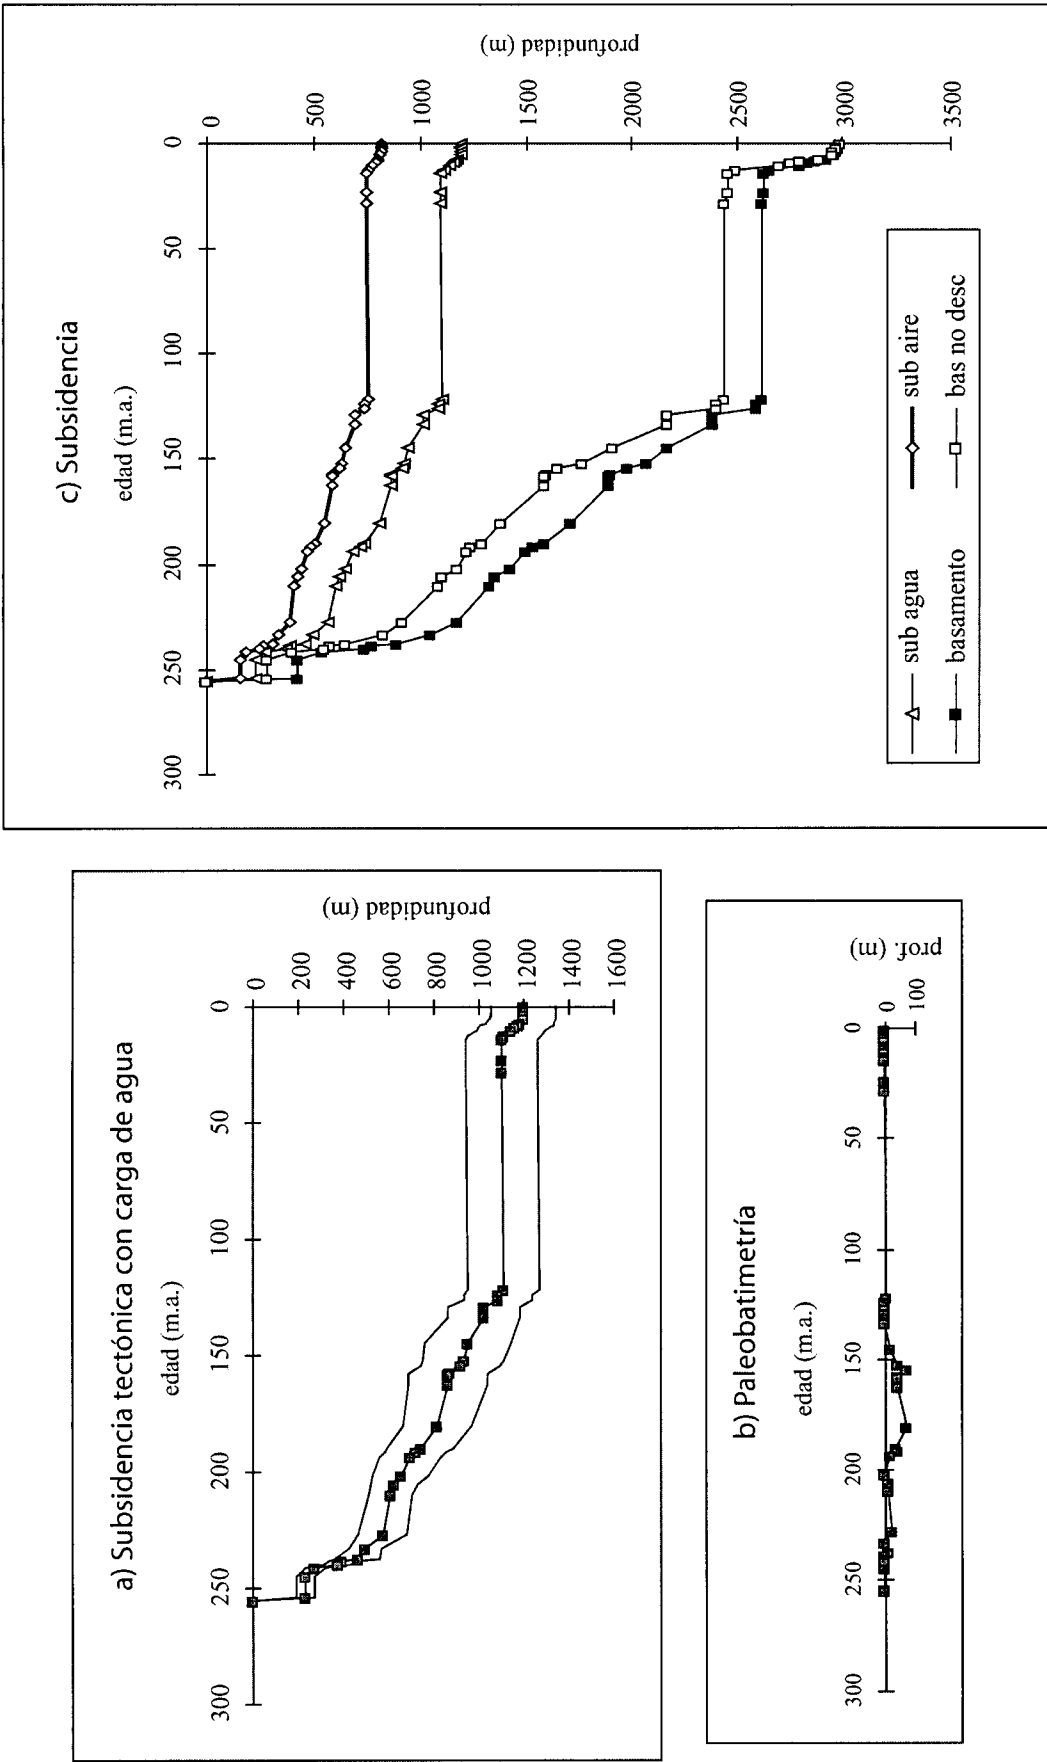 a) Subsidencia tectónica con carga de agua
edad (m.a.)
300 250 200 150 100 50 0
0
200
400
600
800
1000
1200
1400
1600
profundidad (m)
b) Paleobatimetría
edad (m.a.)
300 250 200 150 100 50 0
0
100
prof. (m)
c) Subsidencia
edad (m.a.)
300 250 200 150 100 50 0
0
500
1000
1500
2000
2500
3000
3500
profundidad (m)
sub agua sub aire
basamento bas no desc